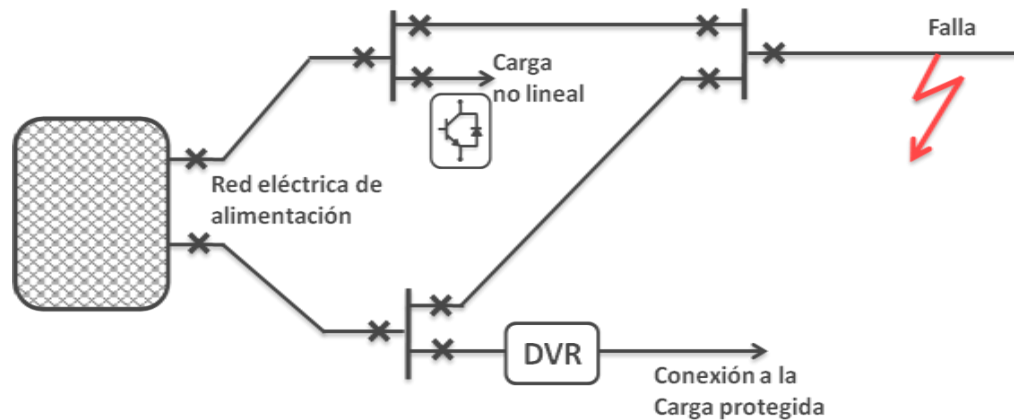 Falla
Carga
no lineal
Red eléctrica de
alimentación
DVR
Conexión a la
Carga protegida